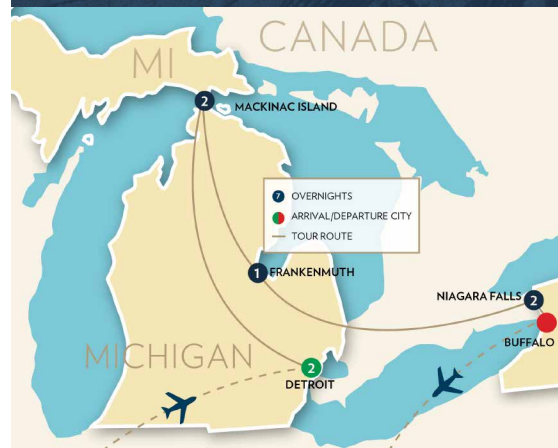 CANADA
MI
2
MACKINAC ISLAND
7 OVERNIGHTS
ARRIVAL/DEPARTURE CITY
TOUR ROUTE
1 FRANKENMUTH
NIAGARA FALLS 2
BUFFALO
MICHIGAN
2
DETROIT